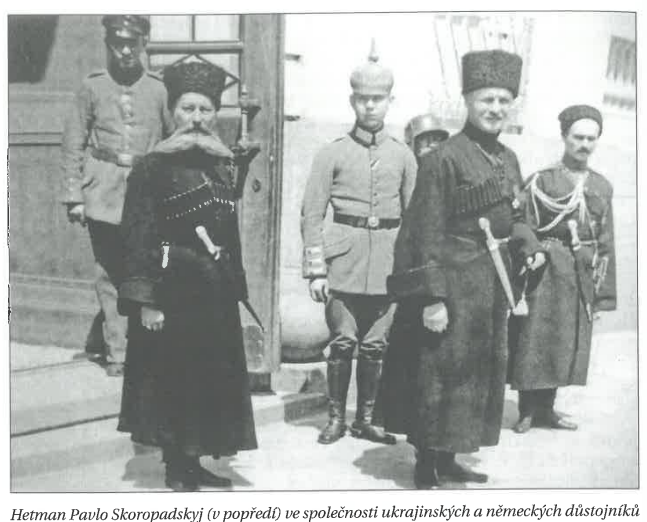 Hetman Pavlo Skoropadskyj (v popředí) ve společnosti ukrajinských a německých důstojníků